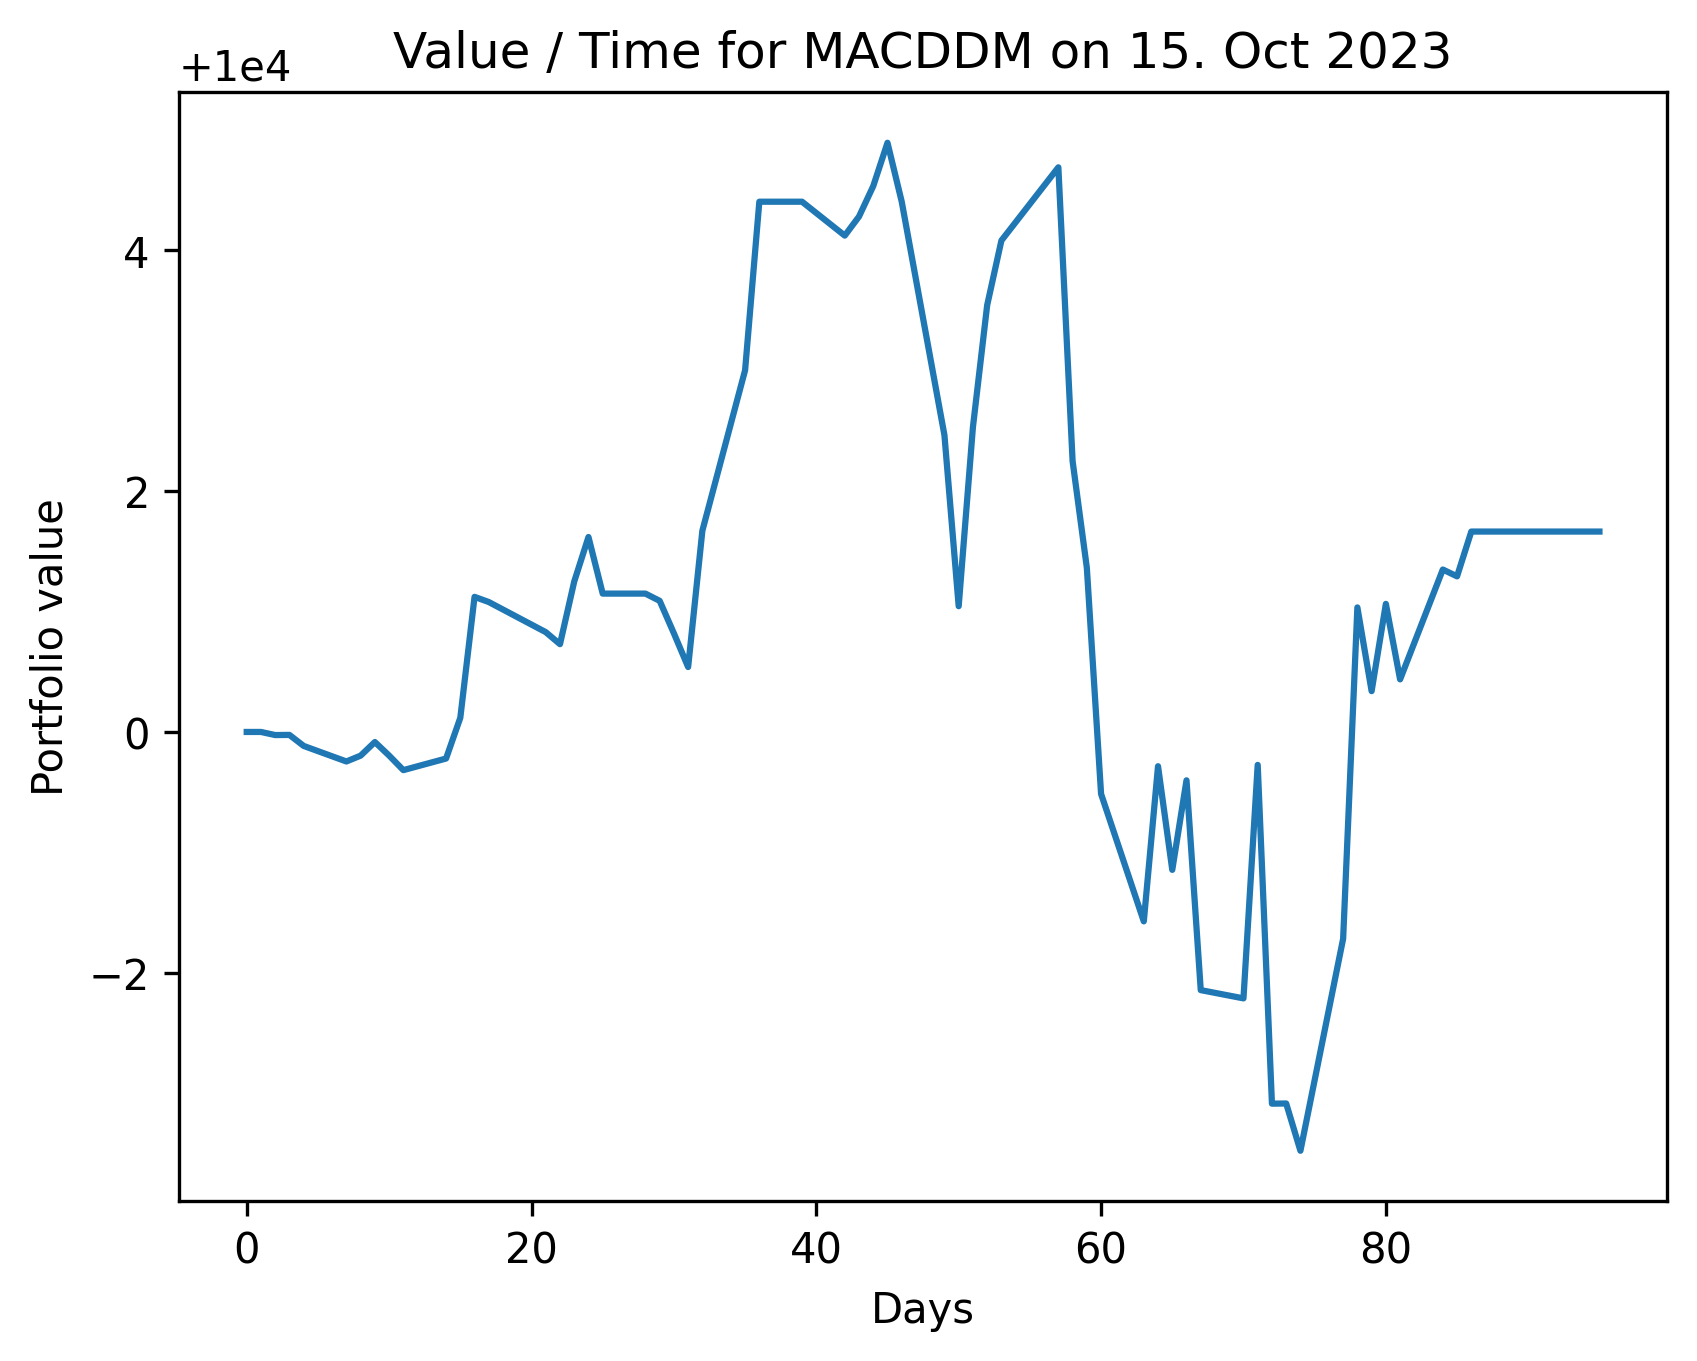 Value / Time for MACDDM on 15. Oct 2023
+1e4
4
2
0
−2
Portfolio value
0 20 40 60 80
Days